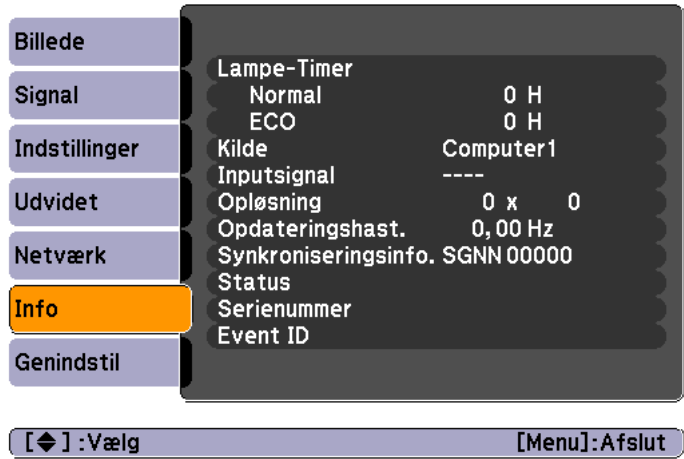 Billede
Signal
Indstillinger
Udvidet
Netværk
Info
Genindstil
Lampe-Timer
Normal 0 H
ECO 0 H
Kilde Computer1
Inputsignal ----
Opløsning 0 x 0
Opdateringshast. 0,00 Hz
Synkroniseringsinfo. SGNN 00000
Status
Serienummer
Event ID
[◆] :Vælg [Menu]:Afslut